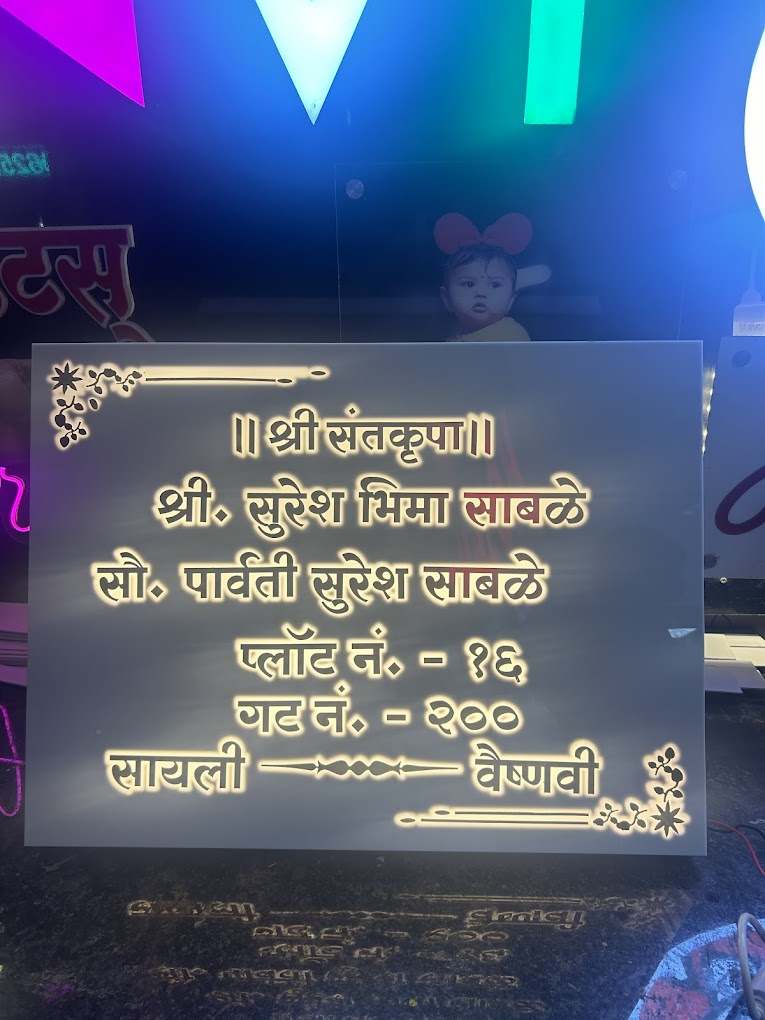 ॥ श्री संतकृपा ॥
श्री. सुरेश भिमा साबळे
सौ. पार्वती सुरेश साबळे
प्लॉट नं. - १६
गट नं. - २००
सायली वैष्णवी